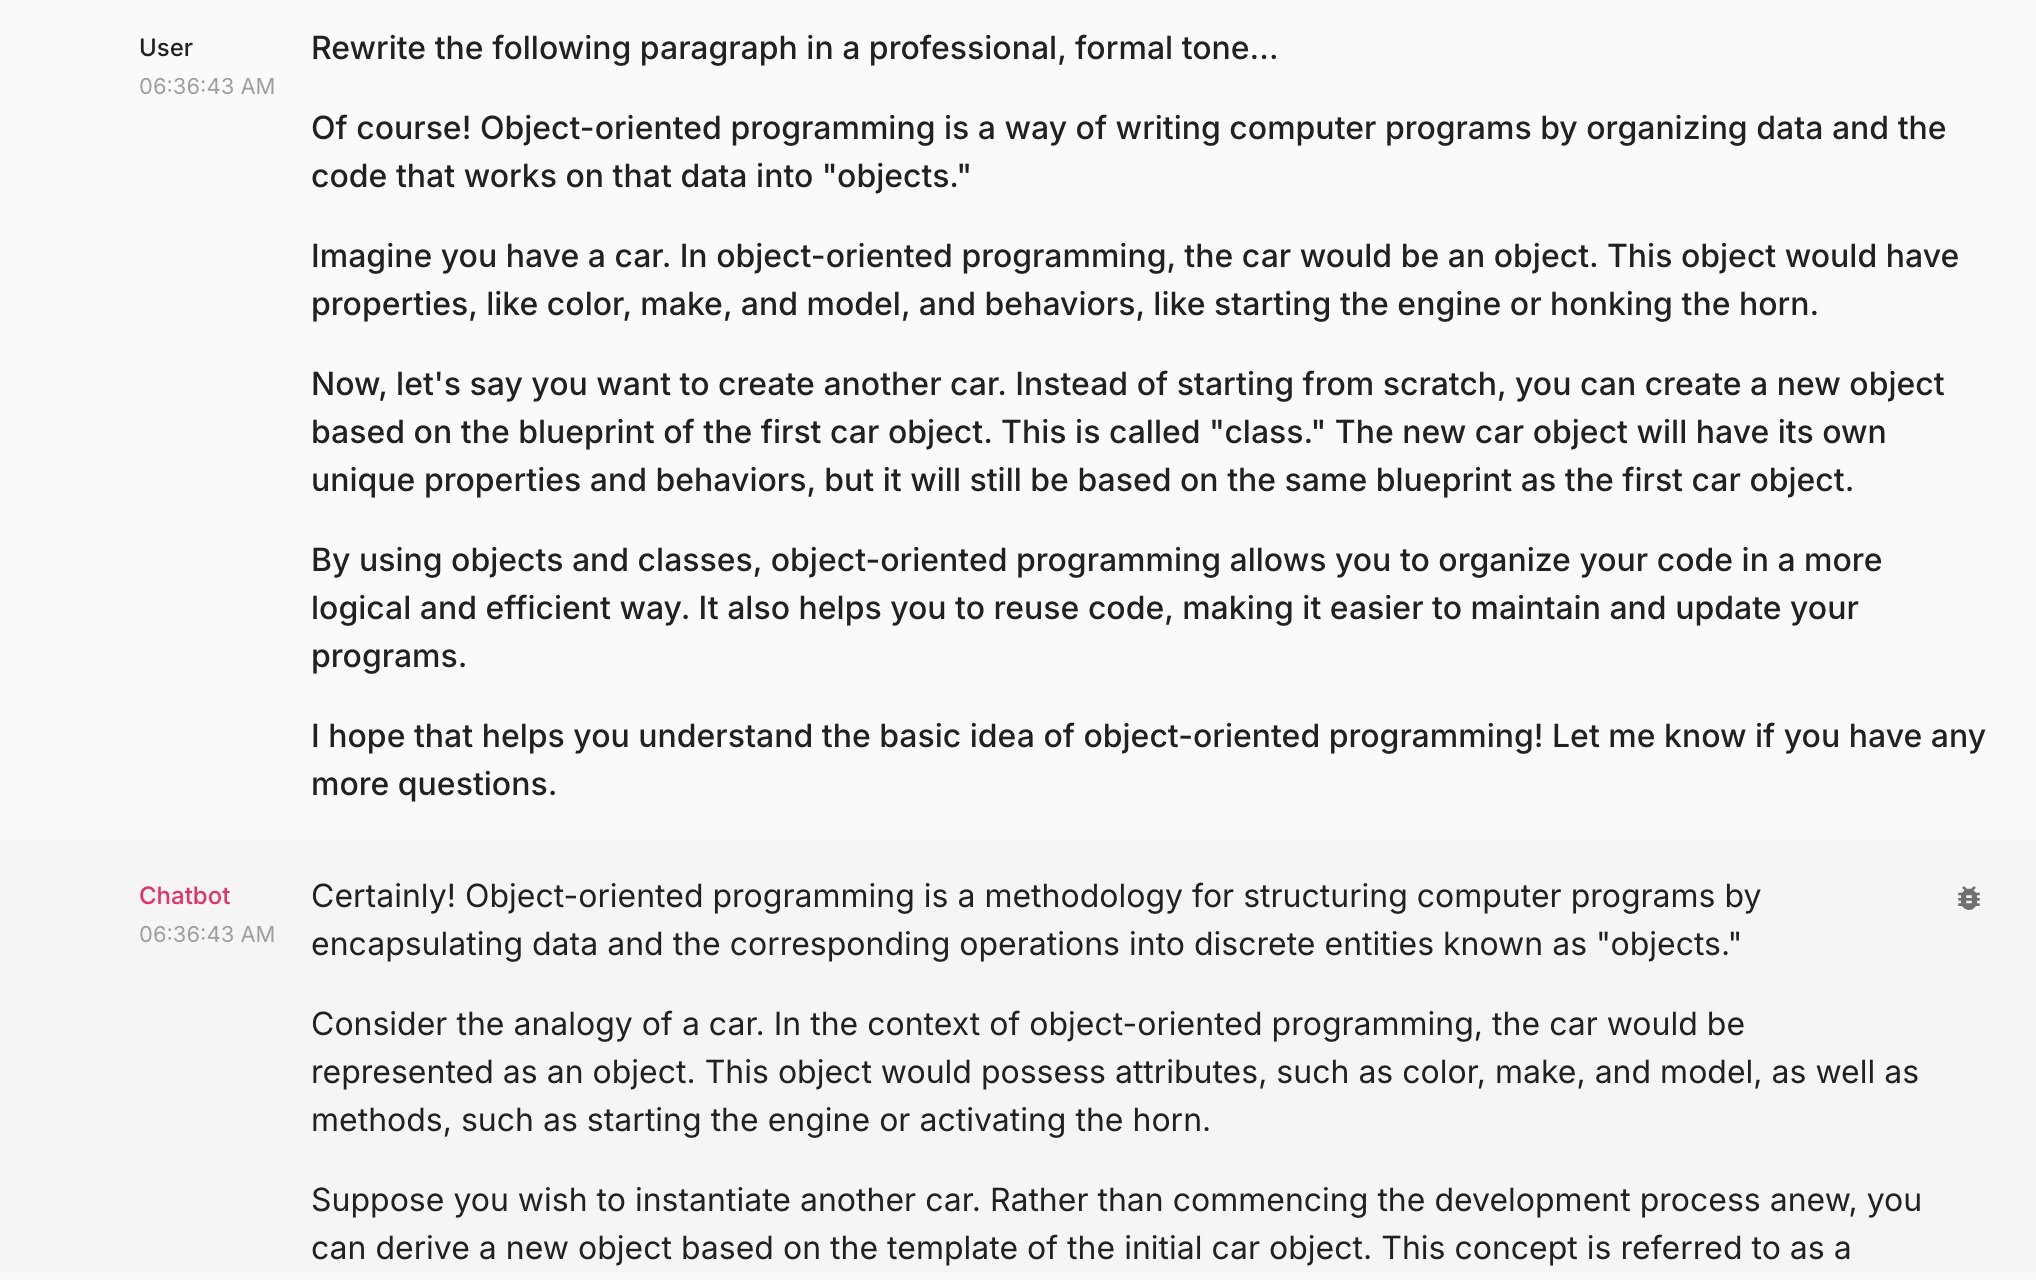 User
06:36:43 AM
Rewrite the following paragraph in a professional, formal tone...
Of course! Object-oriented programming is a way of writing computer programs by organizing data and the
code that works on that data into "objects."
Imagine you have a car. In object-oriented programming, the car would be an object. This object would have
properties, like color, make, and model, and behaviors, like starting the engine or honking the horn.
Now, let's say you want to create another car. Instead of starting from scratch, you can create a new object
based on the blueprint of the first car object. This is called "class." The new car object will have its own
unique properties and behaviors, but it will still be based on the same blueprint as the first car object.
By using objects and classes, object-oriented programming allows you to organize your code in a more
logical and efficient way. It also helps you to reuse code, making it easier to maintain and update your
programs.
I hope that helps you understand the basic idea of object-oriented programming! Let me know if you have any
more questions.
Chatbot
06:36:43 AM
Certainly! Object-oriented programming is a methodology for structuring computer programs by
encapsulating data and the corresponding operations into discrete entities known as "objects."
Consider the analogy of a car. In the context of object-oriented programming, the car would be
represented as an object. This object would possess attributes, such as color, make, and model, as well as
methods, such as starting the engine or activating the horn.
Suppose you wish to instantiate another car. Rather than commencing the development process anew, you
can derive a new object based on the template of the initial car object. This concept is referred to as a